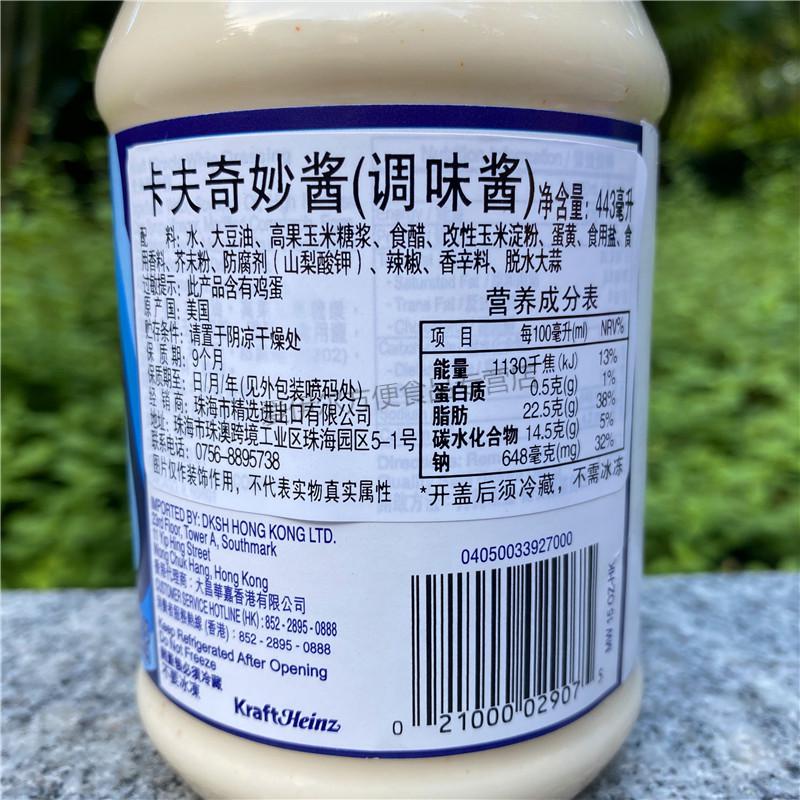 卡夫奇妙酱(调味酱)净含量: 443毫升
配 料: 水、大豆油、高果玉米糖浆、食醋、改性玉米淀粉、蛋黄、食用盐、食
用香料、芥末粉、防腐剂(山梨酸钾)、辣椒、香辛料、脱水大蒜
过敏提示: 此产品含有鸡蛋
原 产 国: 美国
贮存条件: 请置于阴凉干燥处
保 质 期: 9个月
保质期至: 日/月/年(见外包装喷码处)
经 销 商: 珠海市精选进出口有限公司
地址: 珠海市珠澳跨境工业区珠海园区5-1号
联系电话: 0756-8895738
图片仅作装饰作用，不代表实物真实属性
营养成分表
项 目 每100毫升(ml) NRV%
能量 1130千焦(kJ) 13%
蛋白质 0.5克(g) 1%
脂肪 22.5克(g) 38%
碳水化合物 14.5克(g) 5%
钠 648毫克(mg) 32%
*开盖后须冷藏，不需冰冻
IMPORTED BY: DKSH HONG KONG LTD.
23rd Floor, Tower A, Southmark
11 Yip Hing Street
Wong Chuk Hang, Hong Kong
香港代理商: 大昌華嘉香港有限公司
CUSTOMER SERVICE HOTLINE (HK): 852-2895-0888
消費者服務熱線 (香港): 852-2895-0888
Keep Refrigerated After Opening
Do Not Freeze
開蓋後必須冷藏
不要冰凍
KraftHeinz
04050033927000
0 21000 02907 5
MW 15 OZ-HK